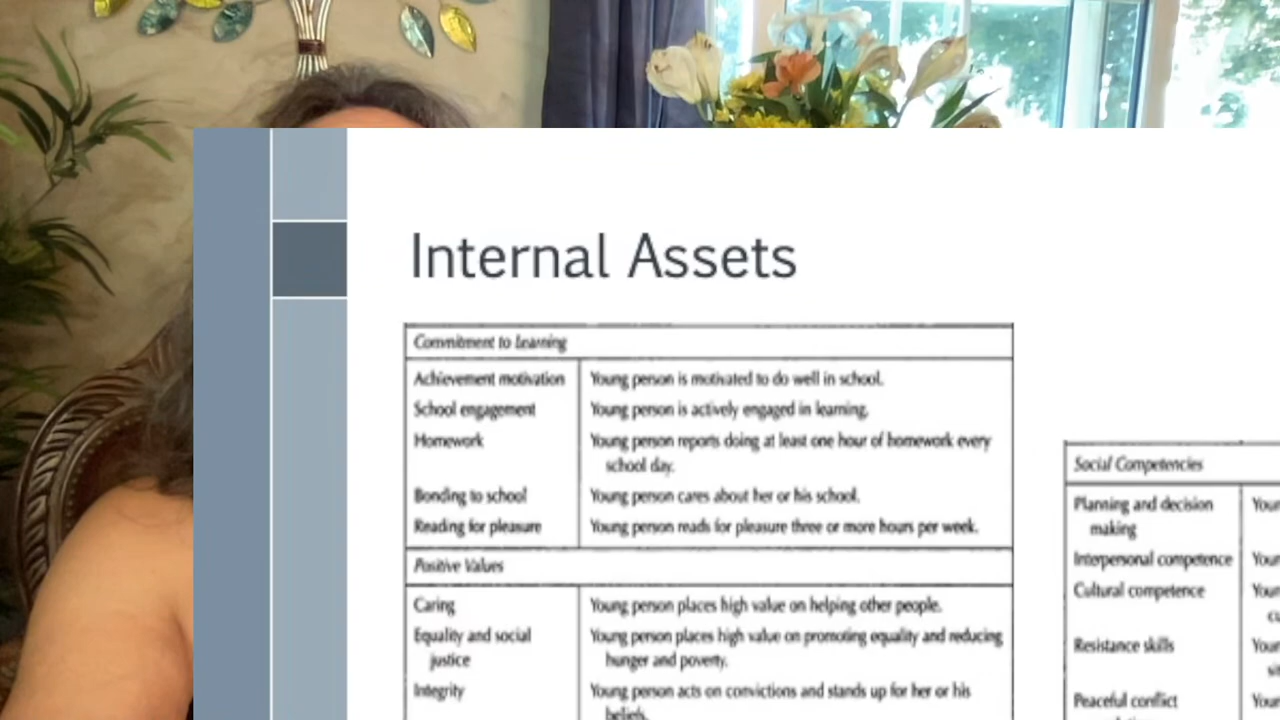 Internal Assets
Commitment to Learning
Achievement motivation Young person is motivated to do well in school.
School engagement Young person is actively engaged in learning.
Homework Young person reports doing at least one hour of homework every
school day.
Bonding to school Young person cares about her or his school.
Reading for pleasure Young person reads for pleasure three or more hours per week.
Positive Values
Caring Young person places high value on helping other people.
Equality and social Young person places high value on promoting equality and reducing
justice hunger and poverty.
Integrity Young person acts on convictions and stands up for her or his
beliefs.
Social Competencies
Planning and decision
making
Interpersonal competence
Cultural competence
Resistance skills
Peaceful conflict